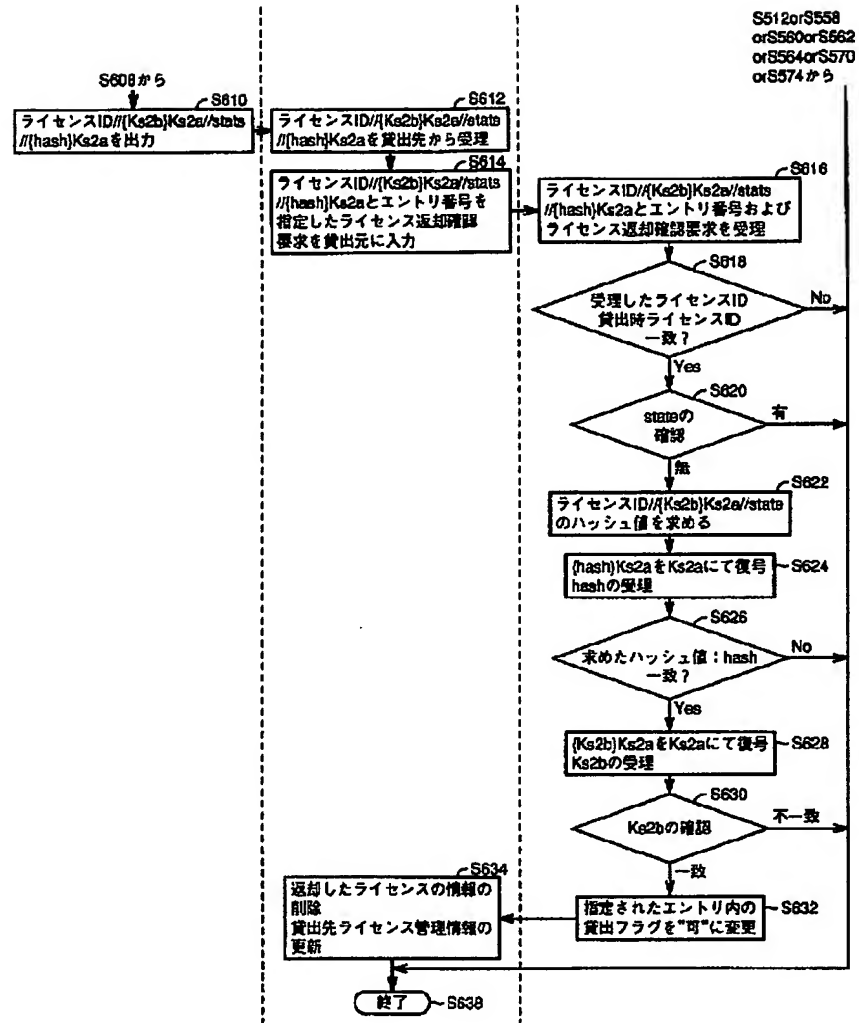 S512orS558
orS560orS562
orS564orS570
orS574から
S608から
S610
ライセンスID//{Ks2b}Ks2a//stats
//{hash}Ks2aを出力
S612
ライセンスID//{Ks2b}Ks2a//stats
//{hash}Ks2aを貸出先から受理
S614
ライセンスID//{Ks2b}Ks2a//stats
//{hash}Ks2aとエントリ番号を
指定したライセンス返却確認
要求を貸出元に入力
S616
ライセンスID//{Ks2b}Ks2a//stats
//{hash}Ks2aとエントリ番号および
ライセンス返却確認要求を受理
S618
受理したライセンスID
貸出時ライセンスID
一致?
No
Yes
S620
stateの
確認
有
無
S622
ライセンスID//{Ks2b}Ks2a//state
のハッシュ値を求める
{hash}Ks2aをKs2aにて復号
hashの受理
S624
S626
求めたハッシュ値:hash
一致?
No
Yes
{Ks2b}Ks2aをKs2aにて復号
Ks2bの受理
S628
S630
Ks2bの確認
不一致
一致
指定されたエントリ内の
貸出フラグを"可"に変更
S632
S634
返却したライセンスの情報の
削除
貸出先ライセンス管理情報の
更新
終了
S638